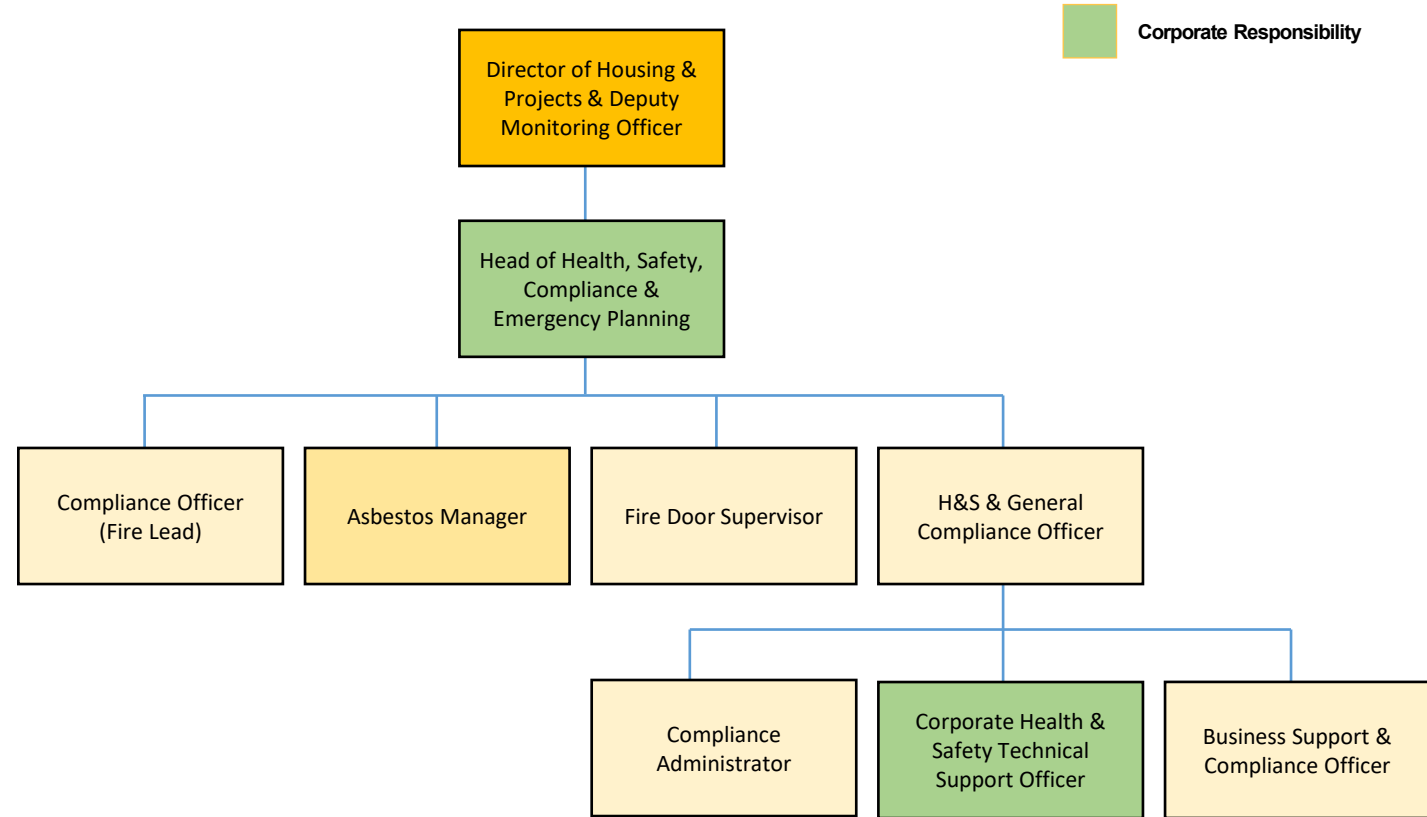 Corporate Responsibility
Director of Housing &
Projects & Deputy
Monitoring Officer
Head of Health, Safety,
Compliance &
Emergency Planning
Compliance Officer
(Fire Lead)
Asbestos Manager
Fire Door Supervisor
H&S & General
Compliance Officer
Compliance
Administrator
Corporate Health &
Safety Technical
Support Officer
Business Support &
Compliance Officer